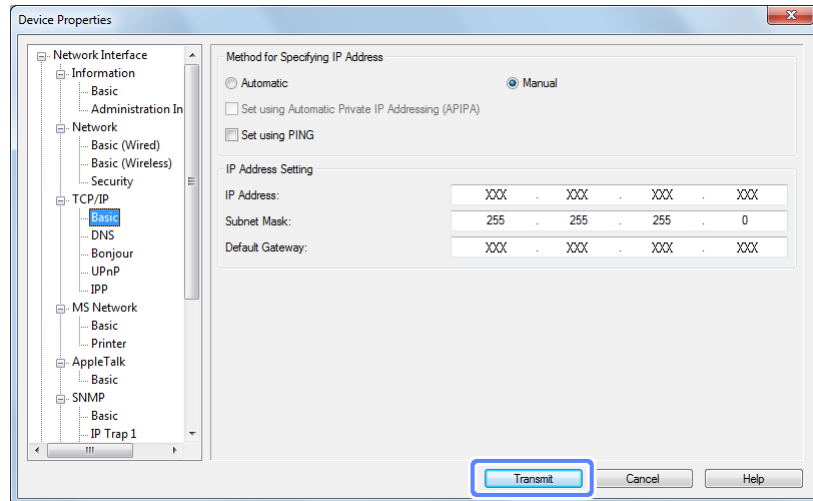 Device Properties
Network Interface
Information
Basic
Administration In
Network
Basic (Wired)
Basic (Wireless)
Security
TCP/IP
Basic
DNS
Bonjour
UPnP
IPP
MS Network
Basic
Printer
AppleTalk
Basic
SNMP
Basic
IP Trap 1
Method for Specifying IP Address
Automatic Manual
Set using Automatic Private IP Addressing (APIPA)
Set using PING
IP Address Setting
IP Address: XXX . XXX . XXX . XXX
Subnet Mask: 255 . 255 . 255 . 0
Default Gateway: XXX . XXX . XXX . XXX
Transmit Cancel Help